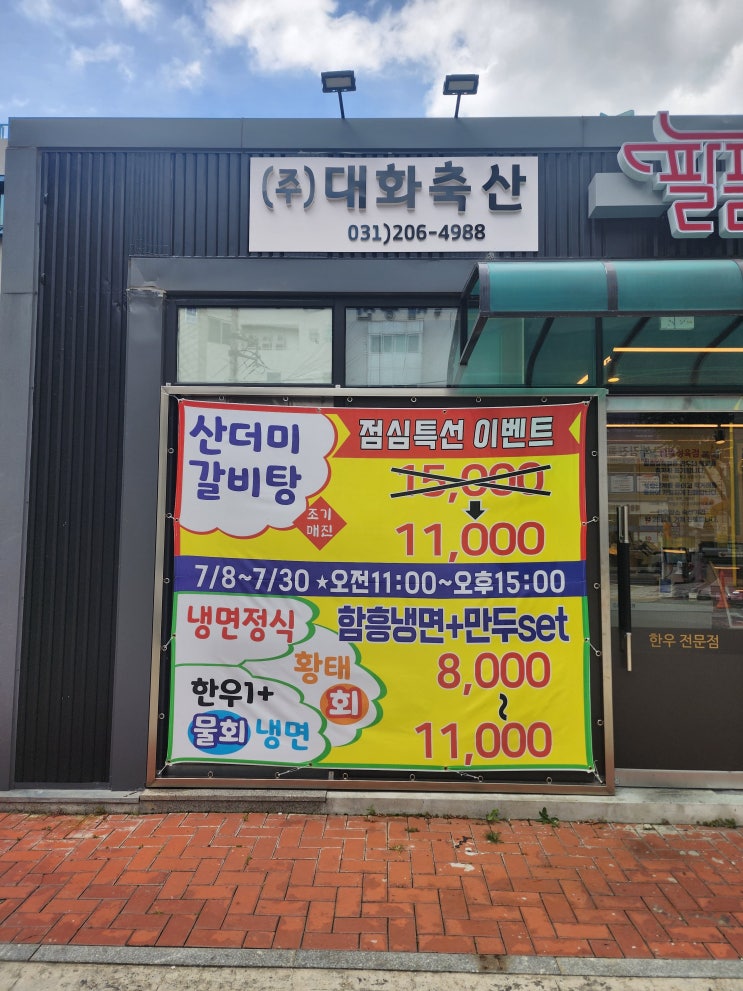 (주)대화축산
031)206-4988
산더미
갈비탕
조기
매진
점심특선 이벤트
15,000
11,000
7/8~7/30 ★오전11:00~오후15:00
냉면정식
함흥냉면+만두set
황태
회
한우1+
물회냉면
8,000
~
11,000
한우 전문점